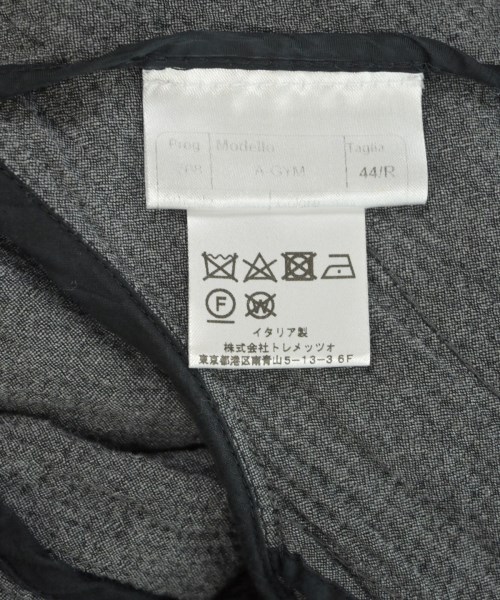 Prog. Modello Taglia
A-GYM 44/R
F W
イタリア製
株式会社トレメッツォ
東京都港区南青山5-13-3 6F